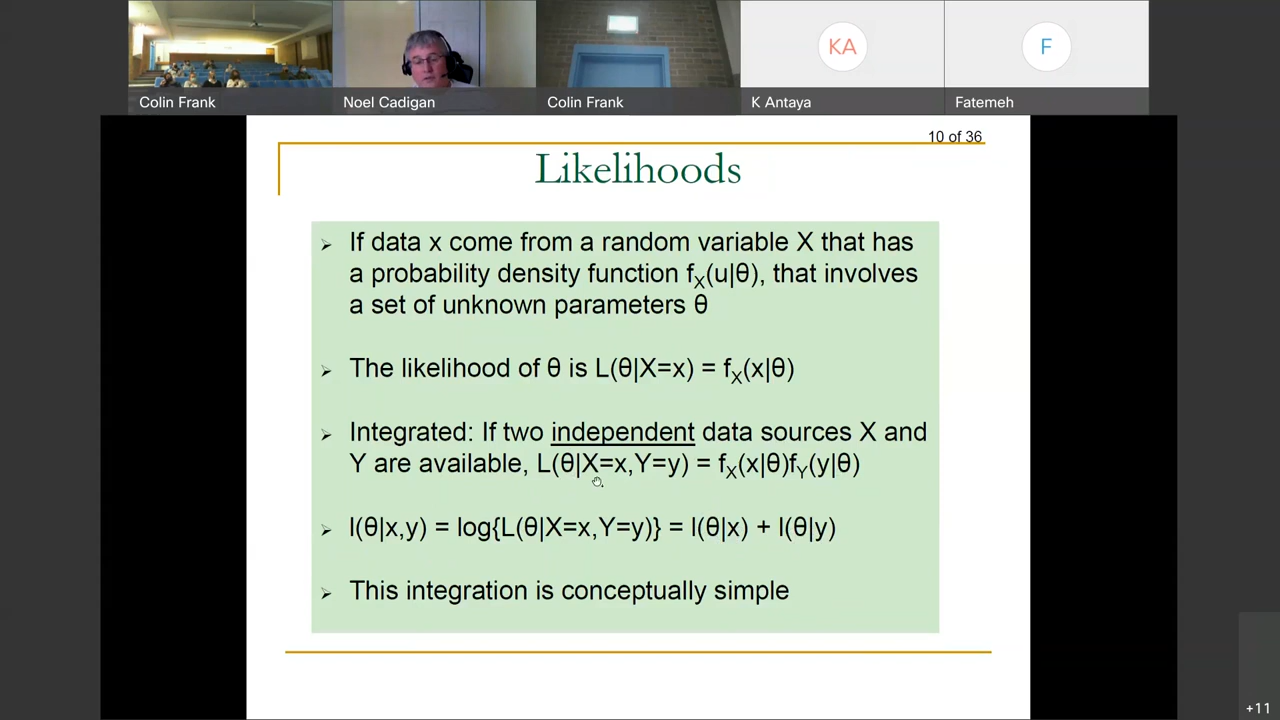 KA
F
Colin Frank
Noel Cadigan
Colin Frank
K Antaya
Fatemeh
10 of 36
Likelihoods
➢ If data x come from a random variable X that has
a probability density function fX(u|θ), that involves
a set of unknown parameters θ
➢ The likelihood of θ is L(θ|X=x) = fX(x|θ)
➢ Integrated: If two independent data sources X and
Y are available, L(θ|X=x,Y=y) = fX(x|θ)fY(y|θ)
➢ l(θ|x,y) = log{L(θ|X=x,Y=y)} = l(θ|x) + l(θ|y)
➢ This integration is conceptually simple
+11